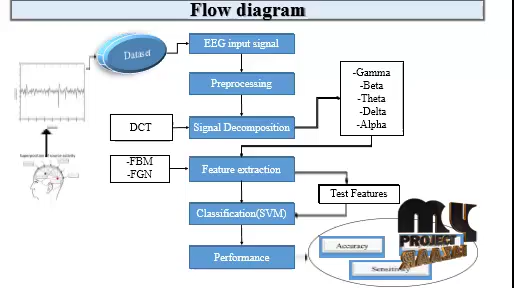 Flow diagram
Dataset
EEG input signal
Preprocessing
-Gamma
-Beta
-Theta
-Delta
-Alpha
DCT
Signal Decomposition
-FBM
-FGN
Feature extraction
Test Features
Classification(SVM)
MY
PROJECT
Accuracy
Performance
Sensitivity